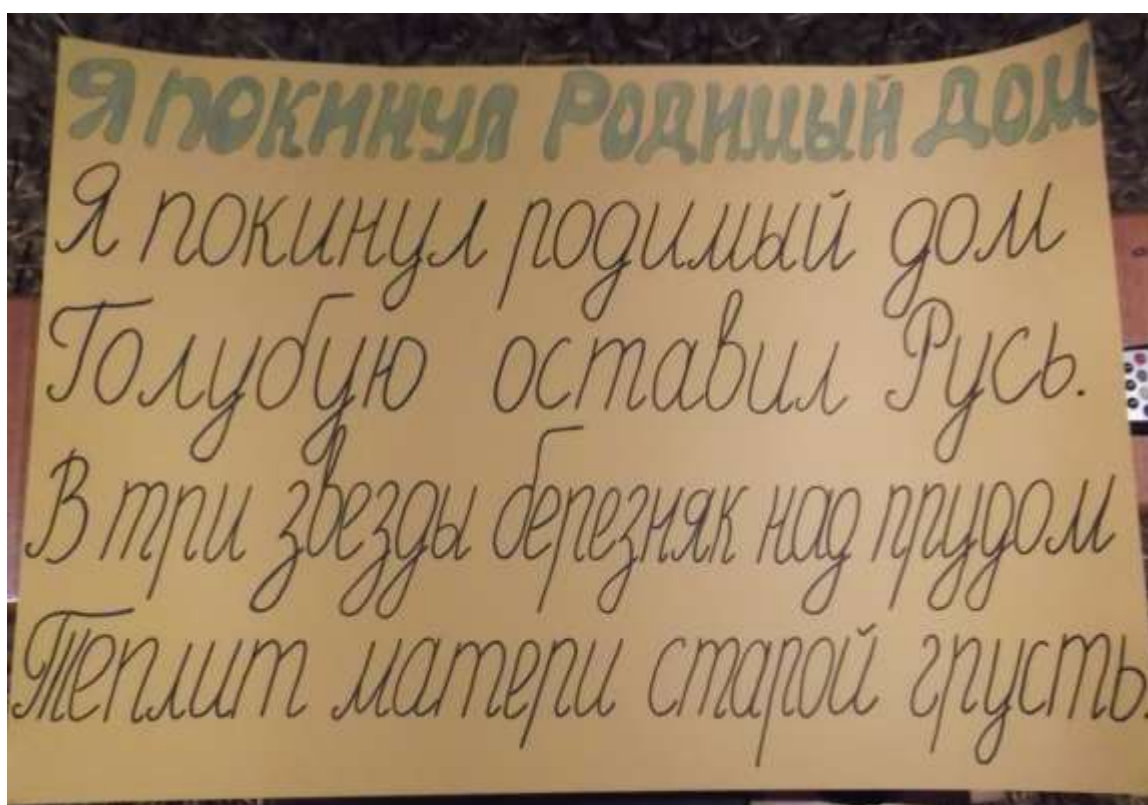 Я покинул Родимый Дом
Я покинул родимый дом
Голубую оставил Русь.
В три звезды березняк над прудом
Теплит матери старой грусть.